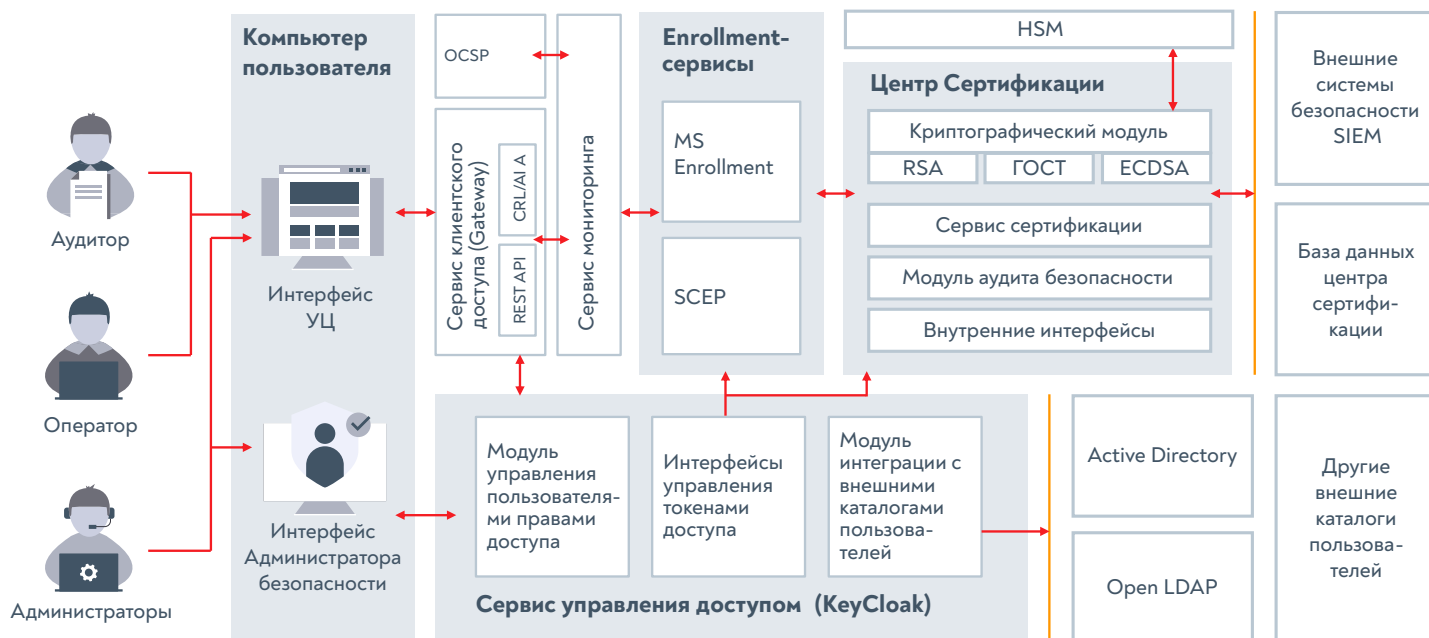 Компьютер
пользователя
Аудитор
Оператор
Администраторы
Интерфейс
УЦ
Интерфейс
Администратора
безопасности
OCSP
Сервис клиентского
доступа (Gateway)
CRL/AI A
REST API
Сервис мониторинга
Enrollment-
сервисы
MS
Enrollment
SCEP
HSM
Центр Сертификации
Криптографический модуль
RSA
ГОСТ
ECDSA
Сервис сертификации
Модуль аудита безопасности
Внутренние интерфейсы
Внешние
системы
безопасности
SIEM
База данных
центра
сертифи-
кации
Модуль
управления
пользователя-
ми правами
доступа
Интерфейсы
управления
токенами
доступа
Модуль
интеграции с
внешними
каталогами
пользова-
телей
Сервис управления доступом (KeyCloak)
Active Directory
Open LDAP
Другие
внешние
каталоги
пользова-
телей